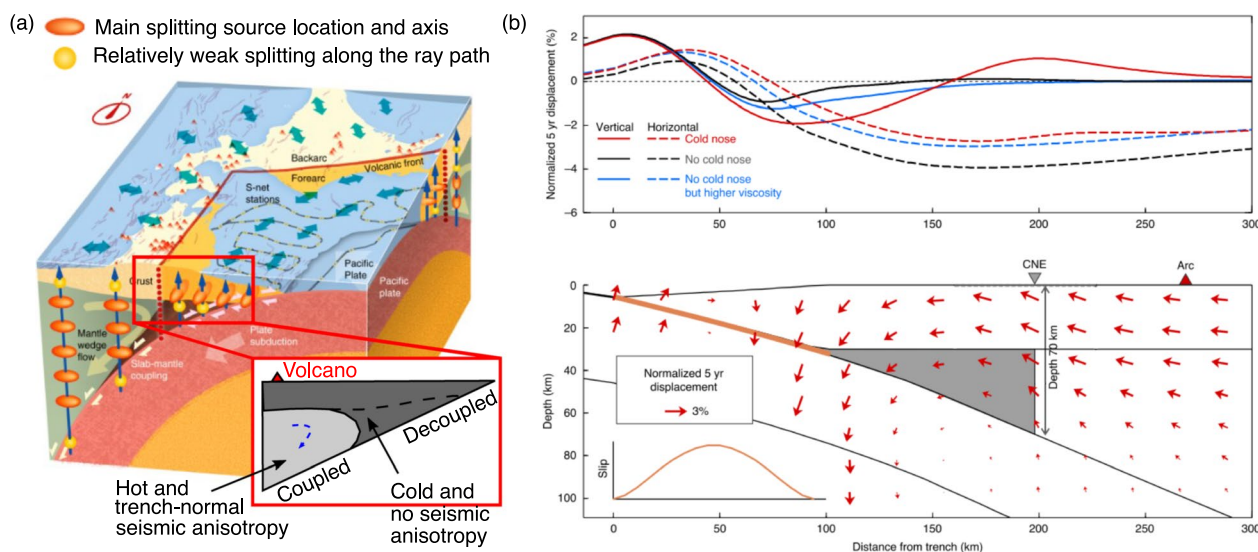 (a)
Main splitting source location and axis
Relatively weak splitting along the ray path
N
Backarc
Volcanic front
Forearc
S-net
stations
Pacific
Plate
Pacific
plate
Crust
Mantle
wedge
flow
Plate
subduction
Slab-mantle
coupling
Volcano
Decoupled
Coupled
Hot and
trench-normal
seismic anisotropy
Cold and
no seismic
anisotropy
(b)
Normalized 5 yr displacement (%)
2
0
-2
-4
-6
Vertical
Horizontal
Cold nose
No cold nose
No cold nose
but higher viscosity
0
50
100
150
200
250
300
CNE
Arc
Depth (km)
0
20
40
60
80
100
Depth 70 km
Normalized 5 yr
displacement
3%
Slip
0
50
100
150
200
250
300
Distance from trench (km)